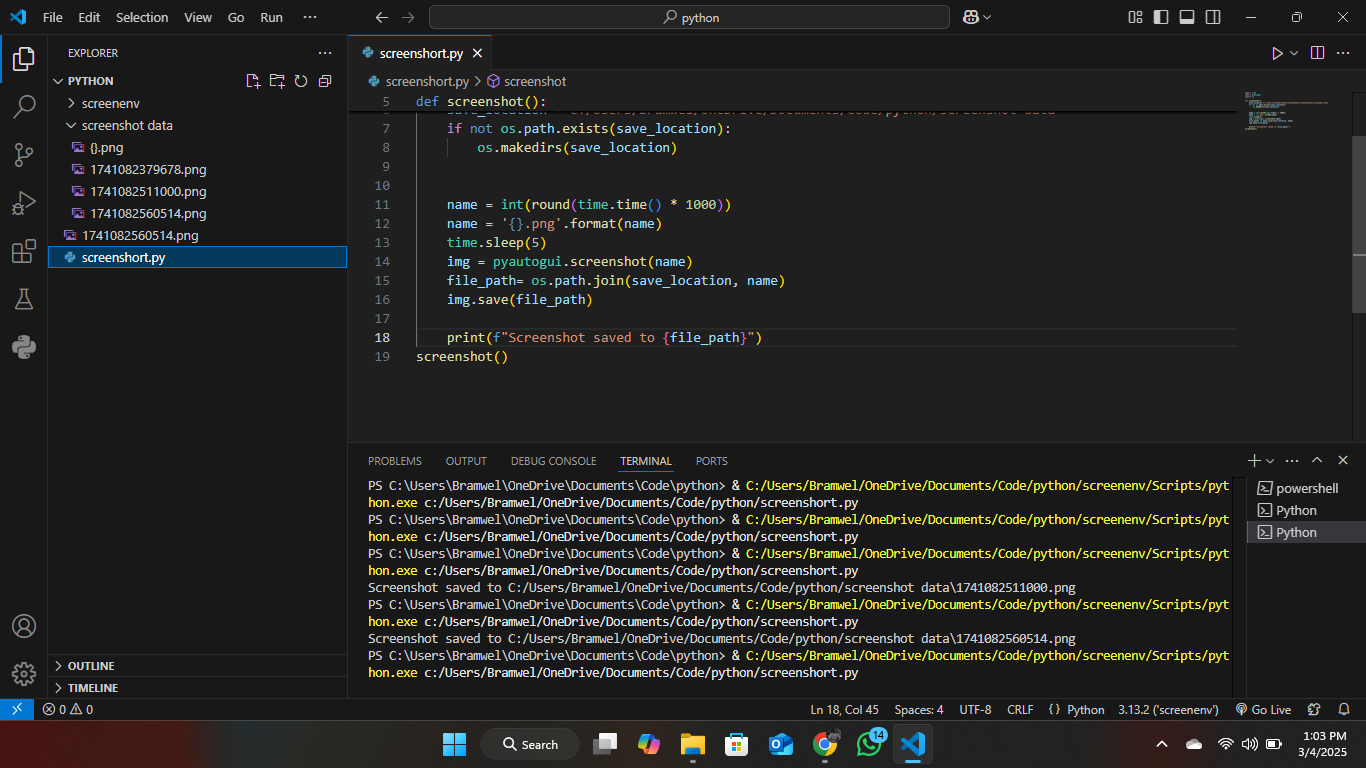 File Edit Selection View Go Run ... python
EXPLORER ...
PYTHON
screenenv
screenshot data
{}.png
1741082379678.png
1741082511000.png
1741082560514.png
1741082560514.png
screenshort.py
OUTLINE
TIMELINE
screenshort.py
screenshort.py > screenshot
5 def screenshot():
7 if not os.path.exists(save_location):
8 os.makedirs(save_location)
9
10
11 name = int(round(time.time() * 1000))
12 name = '{}.png'.format(name)
13 time.sleep(5)
14 img = pyautogui.screenshot(name)
15 file_path= os.path.join(save_location, name)
16 img.save(file_path)
17
18 print(f"Screenshot saved to {file_path}")
19 screenshot()
PROBLEMS OUTPUT DEBUG CONSOLE TERMINAL PORTS
PS C:\Users\Bramwel\OneDrive\Documents\Code\python> & C:/Users/Bramwel/OneDrive/Documents/Code/python/screenenv/Scripts/pyt
hon.exe c:/Users/Bramwel/OneDrive/Documents/Code/python/screenshort.py
PS C:\Users\Bramwel\OneDrive\Documents\Code\python> & C:/Users/Bramwel/OneDrive/Documents/Code/python/screenenv/Scripts/pyt
hon.exe c:/Users/Bramwel/OneDrive/Documents/Code/python/screenshort.py
PS C:\Users\Bramwel\OneDrive\Documents\Code\python> & C:/Users/Bramwel/OneDrive/Documents/Code/python/screenenv/Scripts/pyt
hon.exe c:/Users/Bramwel/OneDrive/Documents/Code/python/screenshort.py
Screenshot saved to C:/Users/Bramwel/OneDrive/Documents/Code/python/screenshot data\1741082511000.png
PS C:\Users\Bramwel\OneDrive\Documents\Code\python> & C:/Users/Bramwel/OneDrive/Documents/Code/python/screenenv/Scripts/pyt
hon.exe c:/Users/Bramwel/OneDrive/Documents/Code/python/screenshort.py
Screenshot saved to C:/Users/Bramwel/OneDrive/Documents/Code/python/screenshot data\1741082560514.png
PS C:\Users\Bramwel\OneDrive\Documents\Code\python> & C:/Users/Bramwel/OneDrive/Documents/Code/python/screenenv/Scripts/pyt
hon.exe c:/Users/Bramwel/OneDrive/Documents/Code/python/screenshort.py
powershell
Python
Python
0 0 Ln 18, Col 45 Spaces: 4 UTF-8 CRLF {} Python 3.13.2 ('screenenv') Go Live
Search
14
1:03 PM
3/4/2025